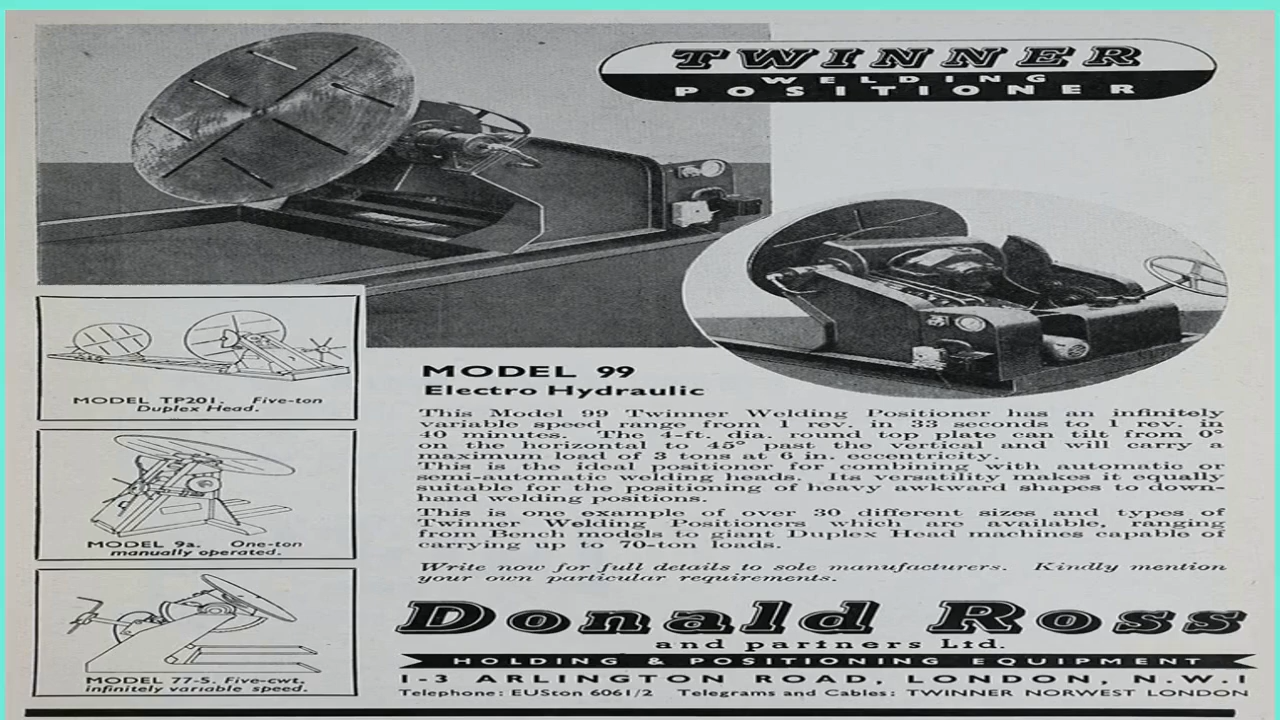 TWINNER
WELDING
POSITIONER
MODEL TP201. Five-ton
Duplex Head.
MODEL 9a. One-ton
manually operated.
MODEL 77-S. Five-cwt.
infinitely variable speed.
MODEL 99
Electro Hydraulic
This Model 99 Twinner Welding Positioner has an infinitely
variable speed range from 1 rev. in 33 seconds to 1 rev. in
40 minutes. The 4-ft. dia. round top plate can tilt from 0°
on the horizontal to 45° past the vertical and will carry a
maximum load of 3 tons at 6 in. eccentricity.
This is the ideal positioner for combining with automatic or
semi-automatic welding heads. Its versatility makes it equally
suitable for the positioning of heavy awkward shapes to down-
hand welding positions.
This is one example of over 30 different sizes and types of
Twinner Welding Positioners which are available, ranging
from Bench models to giant Duplex Head machines capable of
carrying up to 70-ton loads.
Write now for full details to sole manufacturers. Kindly mention
your own particular requirements.
Donald Ross
and partners Ltd.
HOLDING & POSITIONING EQUIPMENT
1-3 ARLINGTON ROAD, LONDON, N.W.1
Telephone: EUSton 6061/2 Telegrams and Cables: TWINNER NORWEST LONDON